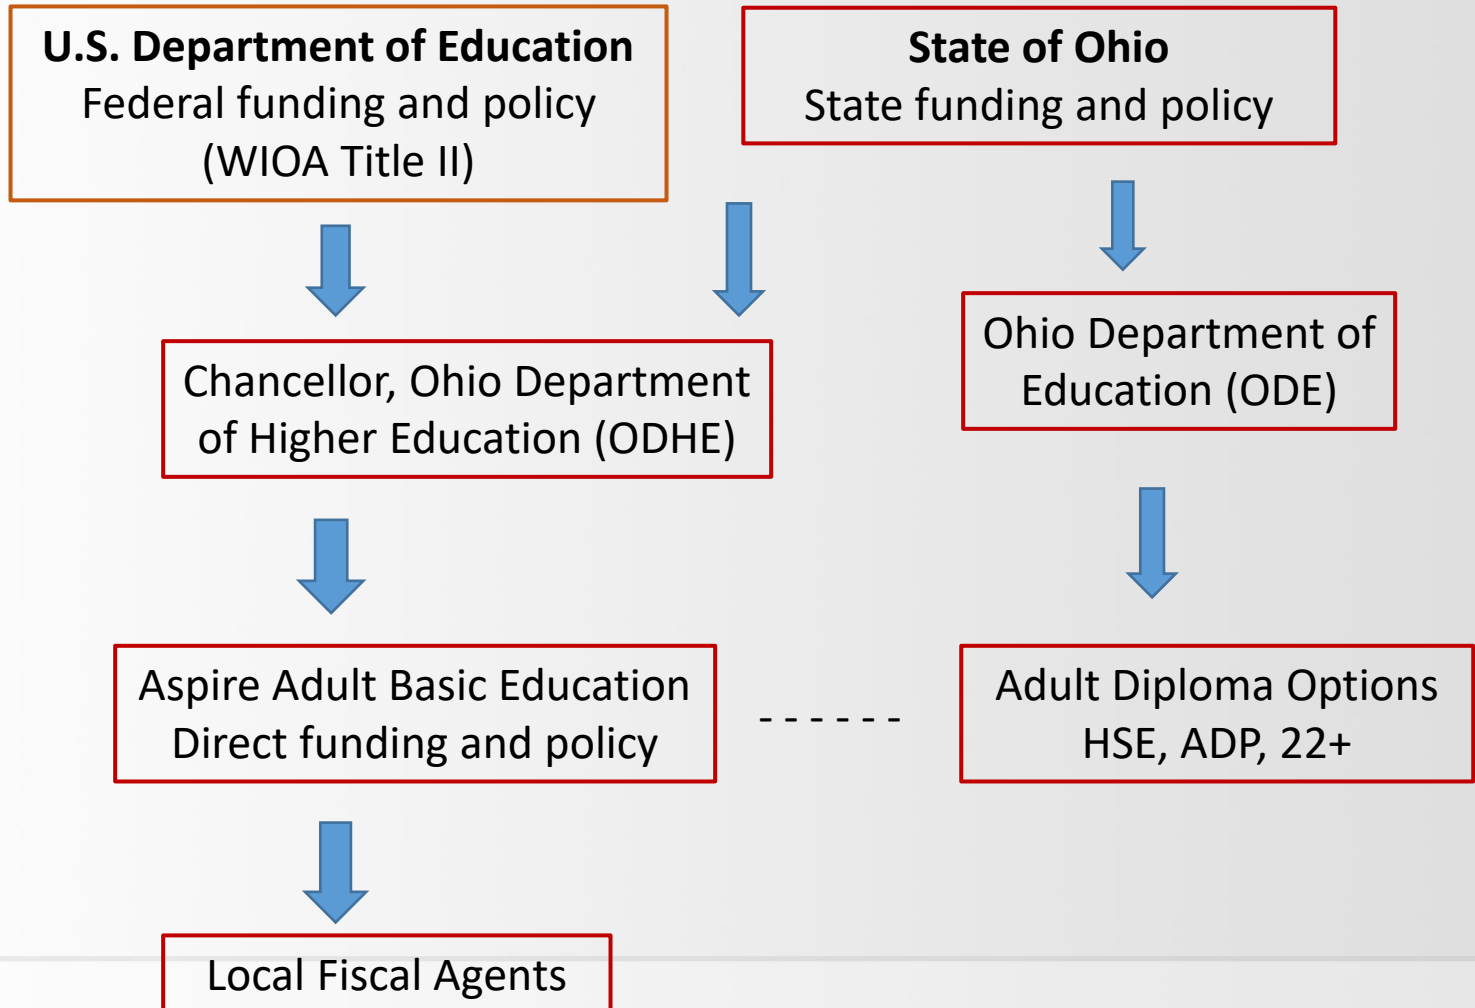 U.S. Department of Education
Federal funding and policy
(WIOA Title II)
State of Ohio
State funding and policy
Chancellor, Ohio Department
of Higher Education (ODHE)
Ohio Department of
Education (ODE)
Aspire Adult Basic Education
Direct funding and policy
- - - - - -
Adult Diploma Options
HSE, ADP, 22+
Local Fiscal Agents